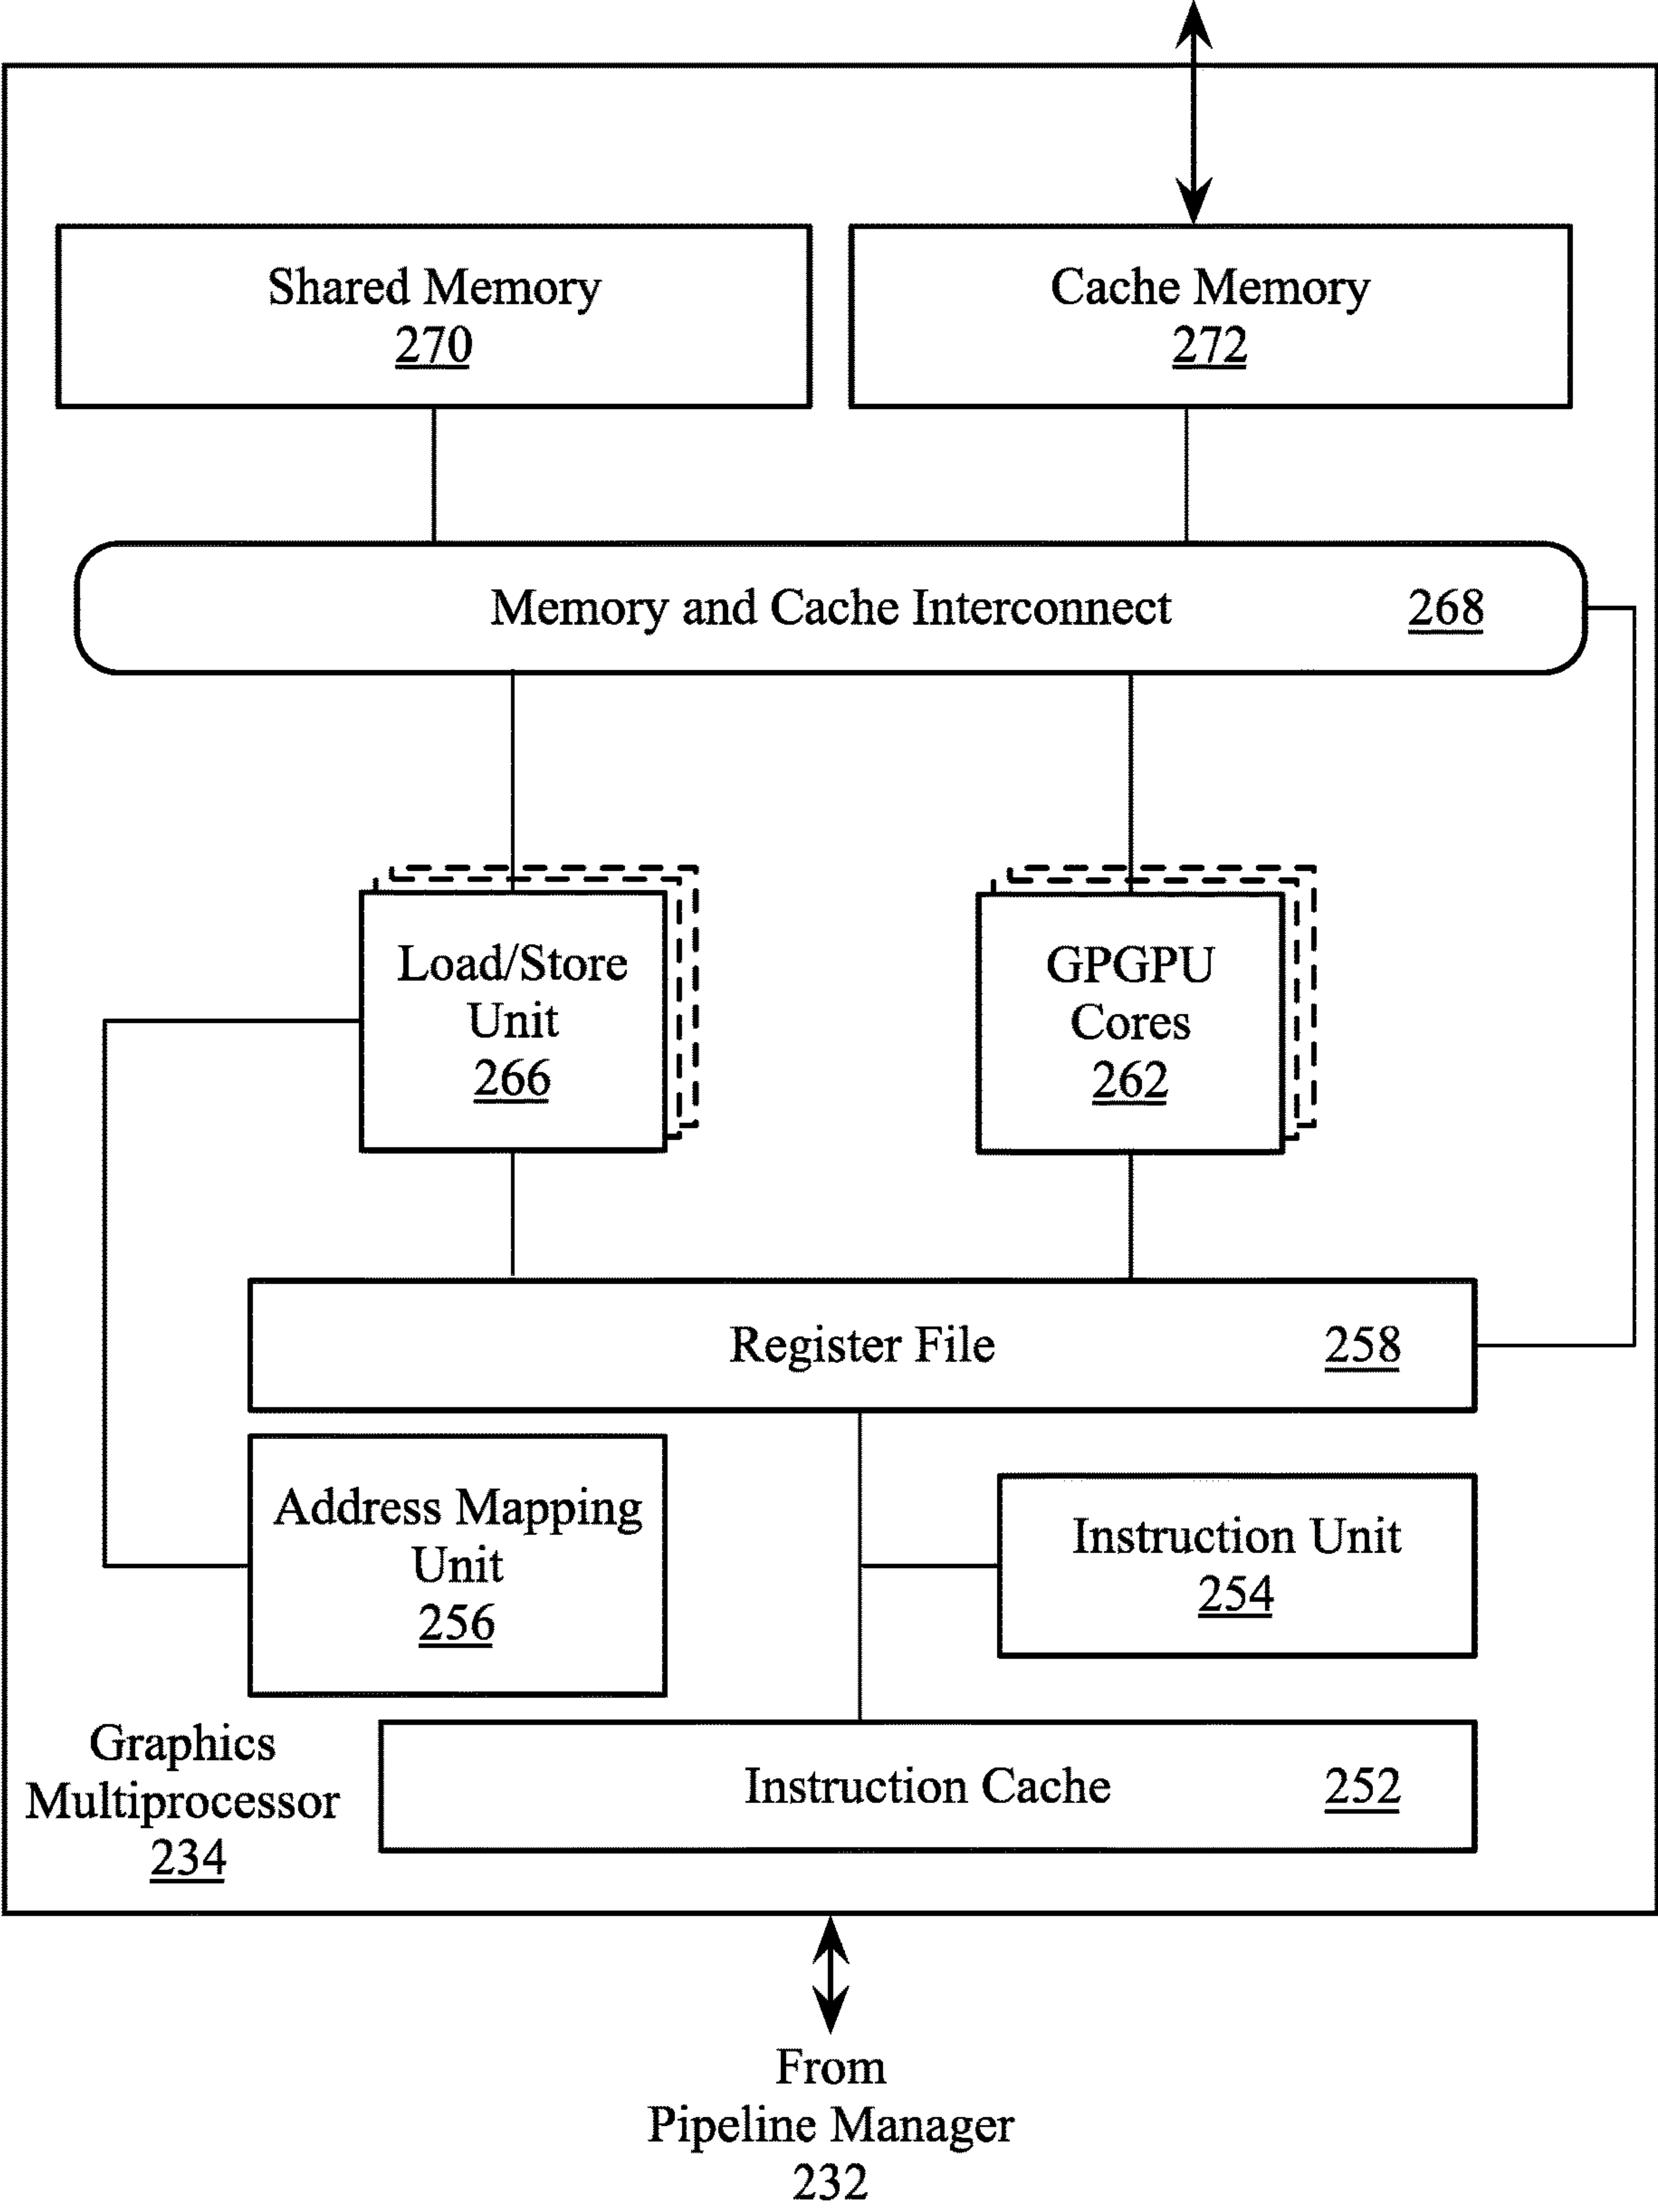 Shared Memory
270
Cache Memory
272
Memory and Cache Interconnect 268
Load/Store
Unit
266
GPGPU
Cores
262
Register File 258
Address Mapping
Unit
256
Instruction Unit
254
Graphics
Multiprocessor
234
Instruction Cache 252
From
Pipeline Manager
232